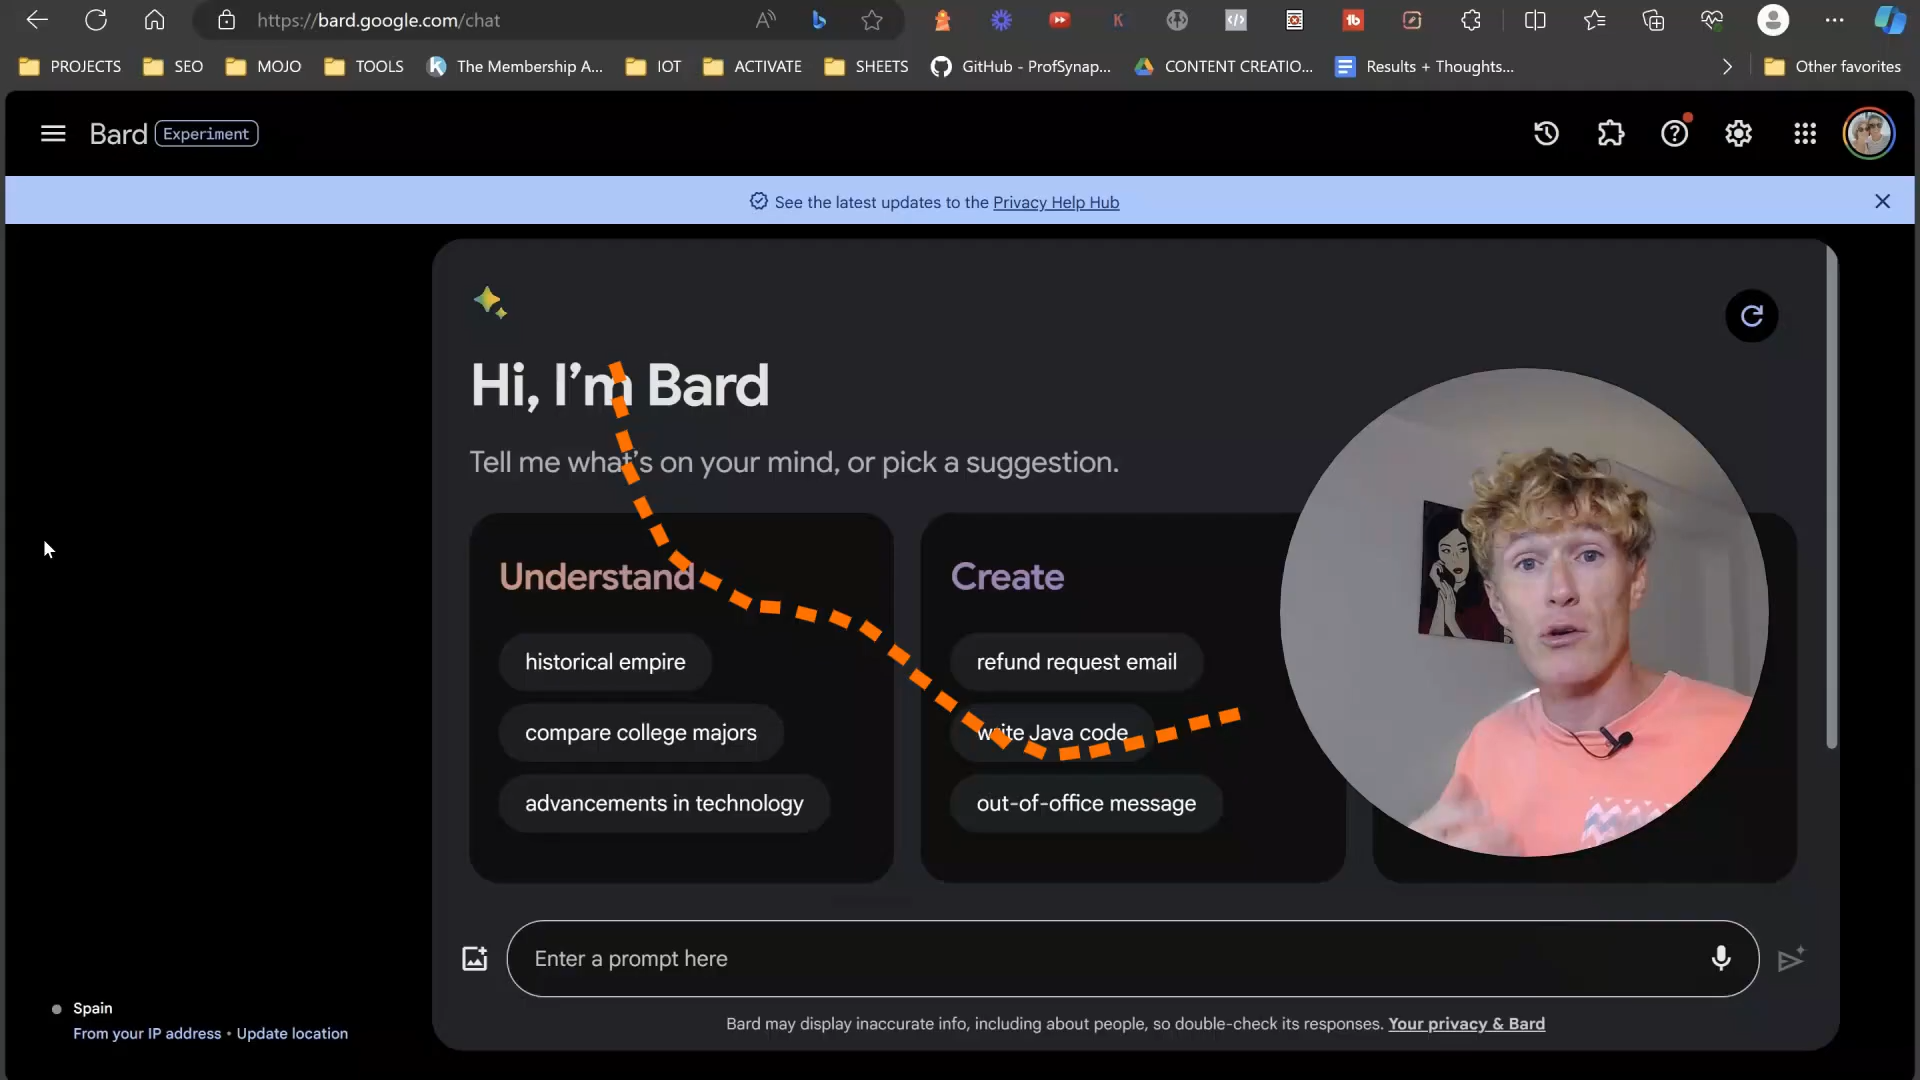 https://bard.google.com/chat
PROJECTS
SEO
MOJO
TOOLS
The Membership A...
IOT
ACTIVATE
SHEETS
GitHub - ProfSynap...
CONTENT CREATIO...
Results + Thoughts...
Other favorites
Bard Experiment
See the latest updates to the Privacy Help Hub
Hi, I’m Bard
Tell me what’s on your mind, or pick a suggestion.
Understand
historical empire
compare college majors
advancements in technology
Create
refund request email
write Java code
out-of-office message
Enter a prompt here
Spain
From your IP address • Update location
Bard may display inaccurate info, including about people, so double-check its responses. Your privacy & Bard